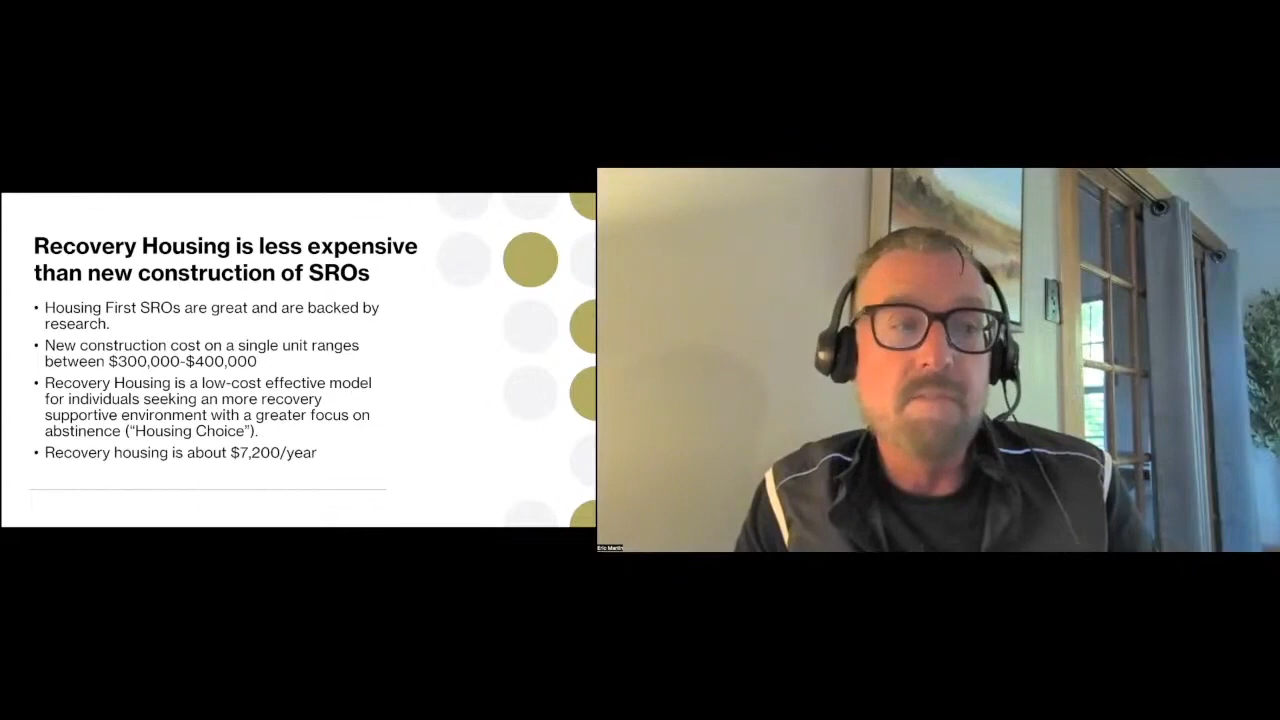 Recovery Housing is less expensive
than new construction of SROs
• Housing First SROs are great and are backed by
research.
• New construction cost on a single unit ranges
between $300,000-$400,000
• Recovery Housing is a low-cost effective model
for individuals seeking an more recovery
supportive environment with a greater focus on
abstinence (“Housing Choice”).
• Recovery housing is about $7,200/year
Eric Martin